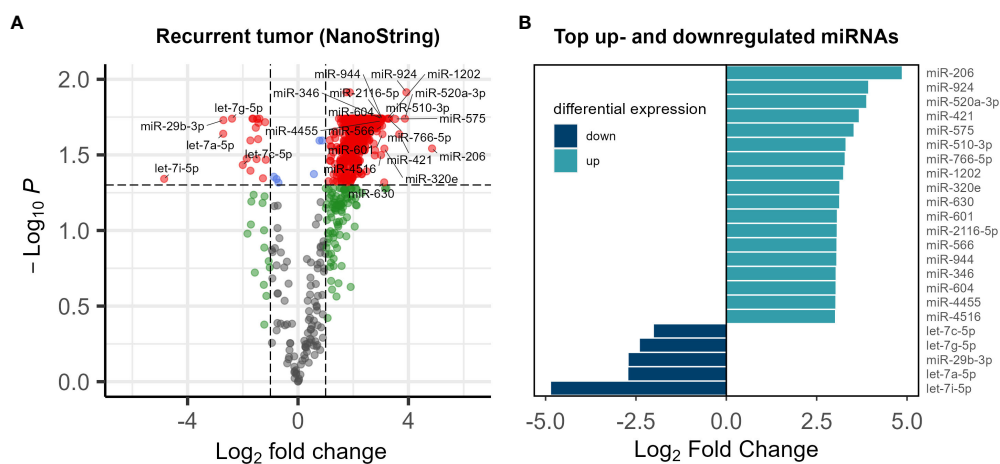 A
Recurrent tumor (NanoString)
− Log10 P
2.0
1.5
1.0
0.5
0.0
miR-944
miR-924
miR-1202
miR-346
miR-2116-5p
miR-520a-3p
let-7g-5p
miR-604
miR-510-3p
miR-29b-3p
miR-575
miR-4455
miR-566
miR-766-5p
let-7a-5p
let-7c-5p
miR-601
miR-421
miR-206
let-7i-5p
miR-4516
miR-320e
miR-630
-4
0
4
Log2 fold change
B
Top up- and downregulated miRNAs
differential expression
down
up
miR-206
miR-924
miR-520a-3p
miR-421
miR-575
miR-510-3p
miR-766-5p
miR-1202
miR-320e
miR-630
miR-601
miR-2116-5p
miR-566
miR-944
miR-346
miR-604
miR-4455
miR-4516
let-7c-5p
let-7g-5p
miR-29b-3p
let-7a-5p
let-7i-5p
-5.0
-2.5
0.0
2.5
5.0
Log2 Fold Change